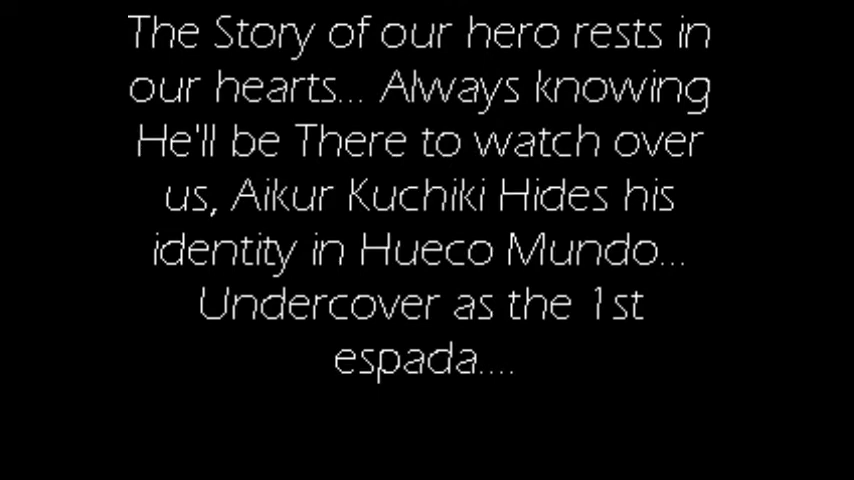 The Story of our hero rests in
our hearts... Always knowing
He'll be There to watch over
us, Aikur Kuchiki Hides his
identity in Hueco Mundo...
Undercover as the 1st
espada....